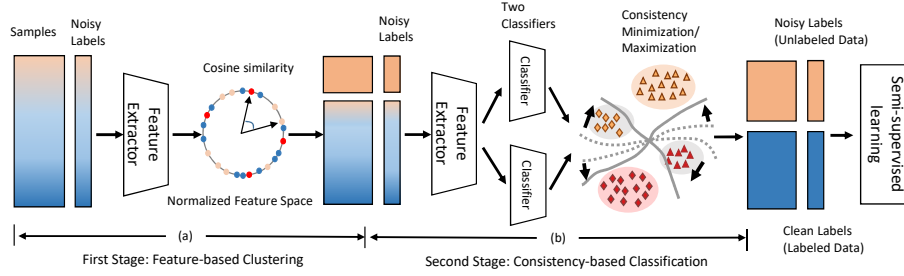 Samples
Noisy
Labels
Feature
Extractor
Cosine similarity
Normalized Feature Space
Noisy
Labels
Feature
Extractor
Two
Classifiers
Classifier
Classifier
Consistency
Minimization/
Maximization
Noisy Labels
(Unlabeled Data)
Clean Labels
(Labeled Data)
Semi-supervised
learning
(a)
First Stage: Feature-based Clustering
(b)
Second Stage: Consistency-based Classification